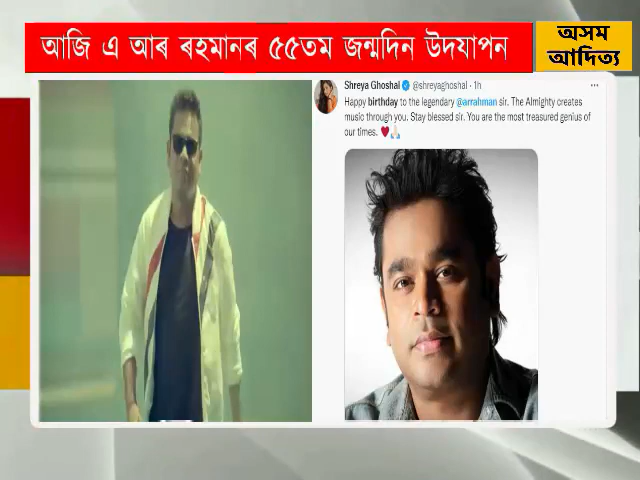 আজি এ আৰ ৰহমানৰ ৫৫তম জন্মদিন উদযাপন
অসম
আদিত্য
Shreya Ghoshal @shreyaghoshal · 1h
Happy birthday to the legendary @arrahman sir. The Almighty creates
music through you. Stay blessed sir. You are the most treasured genius of
our times. ❤️🙏🏻